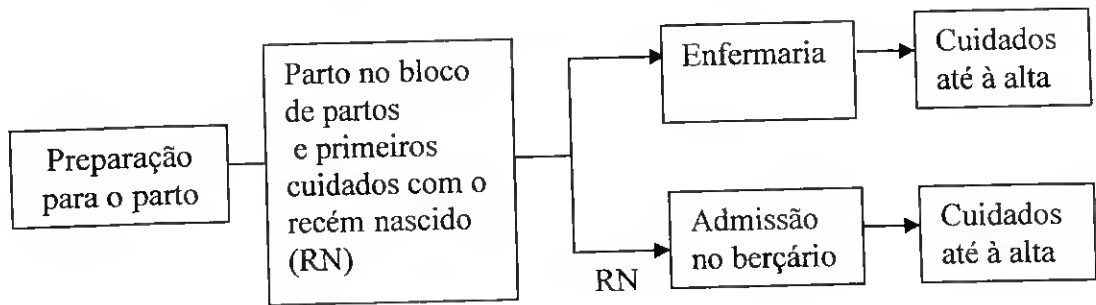 Preparação
para o parto
Parto no bloco
de partos
e primeiros
cuidados com o
recém nascido
(RN)
Enfermaria
Cuidados
até à alta
RN
Admissão
no berçário
Cuidados
até à alta